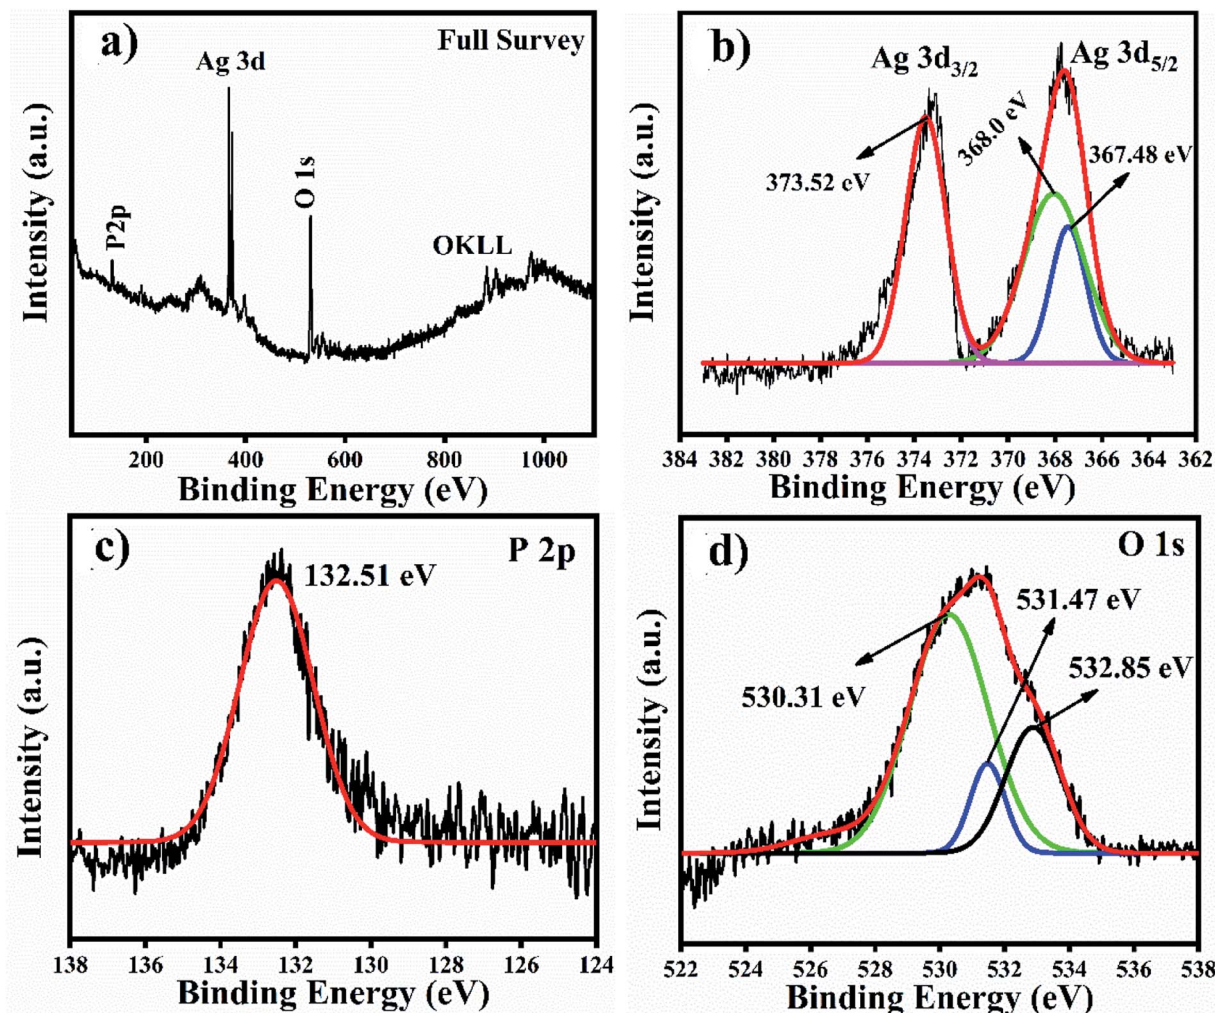 a)
Full Survey
Ag 3d
O 1s
P2p
OKLL
Intensity (a.u.)
200 400 600 800 1000
Binding Energy (eV)
b)
Ag 3d3/2
Ag 3d5/2
368.0 eV
367.48 eV
373.52 eV
Intensity (a.u.)
384 382 380 378 376 374 372 370 368 366 364 362
Binding Energy (eV)
c)
P 2p
132.51 eV
Intensity (a.u.)
138 136 134 132 130 128 126 124
Binding Energy (eV)
d)
O 1s
531.47 eV
532.85 eV
530.31 eV
Intensity (a.u.)
522 524 526 528 530 532 534 536 538
Binding Energy (eV)